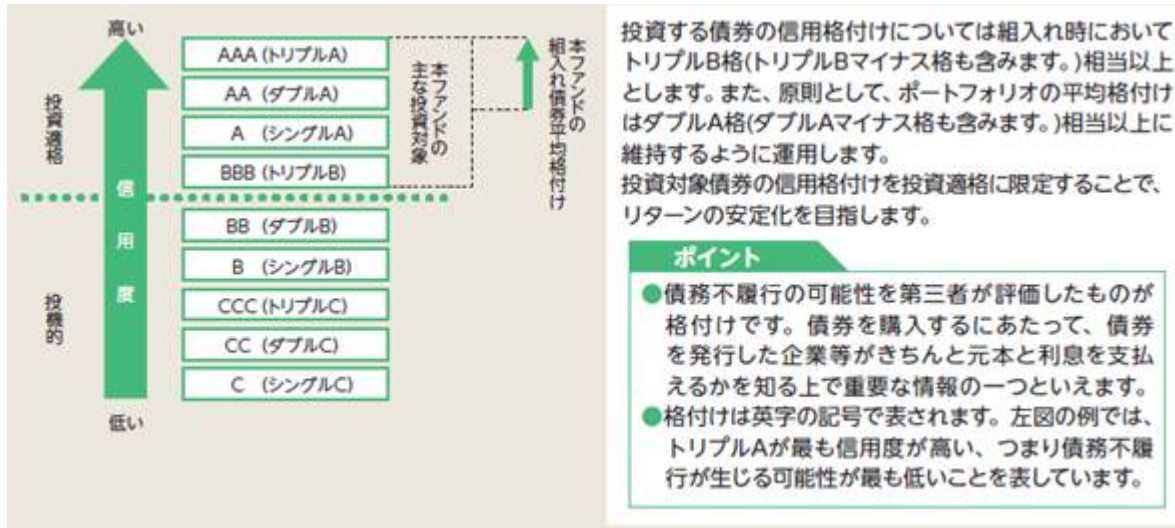 高い
投資適格
信用度
投機的
低い
AAA (トリプルA)
AA (ダブルA)
A (シングルA)
BBB (トリプルB)
BB (ダブルB)
B (シングルB)
CCC (トリプルC)
CC (ダブルC)
C (シングルC)
本ファンドの
主な投資対象
本ファンドの
組入れ債券平均格付け
投資する債券の信用格付けについては組入れ時において
トリプルB格(トリプルBマイナス格も含みます。)相当以上
とします。また、原則として、ポートフォリオの平均格付け
はダブルA格(ダブルAマイナス格も含みます。)相当以上に
維持するように運用します。
投資対象債券の信用格付けを投資適格に限定することで、
リターンの安定化を目指します。
ポイント
●債務不履行の可能性を第三者が評価したものが
格付けです。債券を購入するにあたって、債券
を発行した企業等がきちんと元本と利息を支払
えるかを知る上で重要な情報の一つといえます。
●格付けは英字の記号で表されます。左図の例では、
トリプルAが最も信用度が高い、つまり債務不履
行が生じる可能性が最も低いことを表しています。